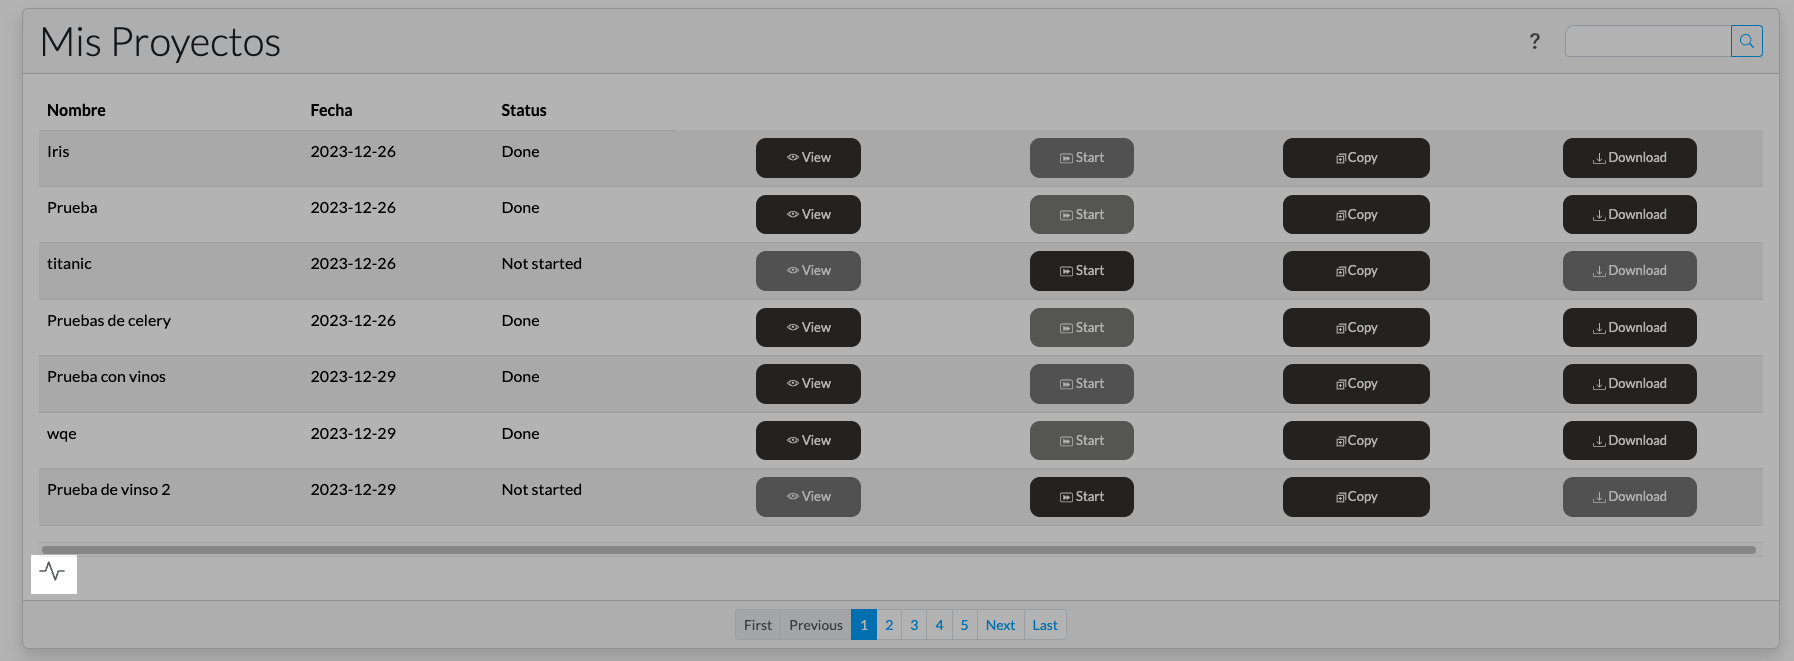 Mis Proyectos ?
Nombre Fecha Status
Iris 2023-12-26 Done View Start Copy Download
Prueba 2023-12-26 Done View Start Copy Download
titanic 2023-12-26 Not started View Start Copy Download
Pruebas de celery 2023-12-26 Done View Start Copy Download
Prueba con vinos 2023-12-29 Done View Start Copy Download
wqe 2023-12-29 Done View Start Copy Download
Prueba de vinso 2 2023-12-29 Not started View Start Copy Download
First Previous 1 2 3 4 5 Next Last